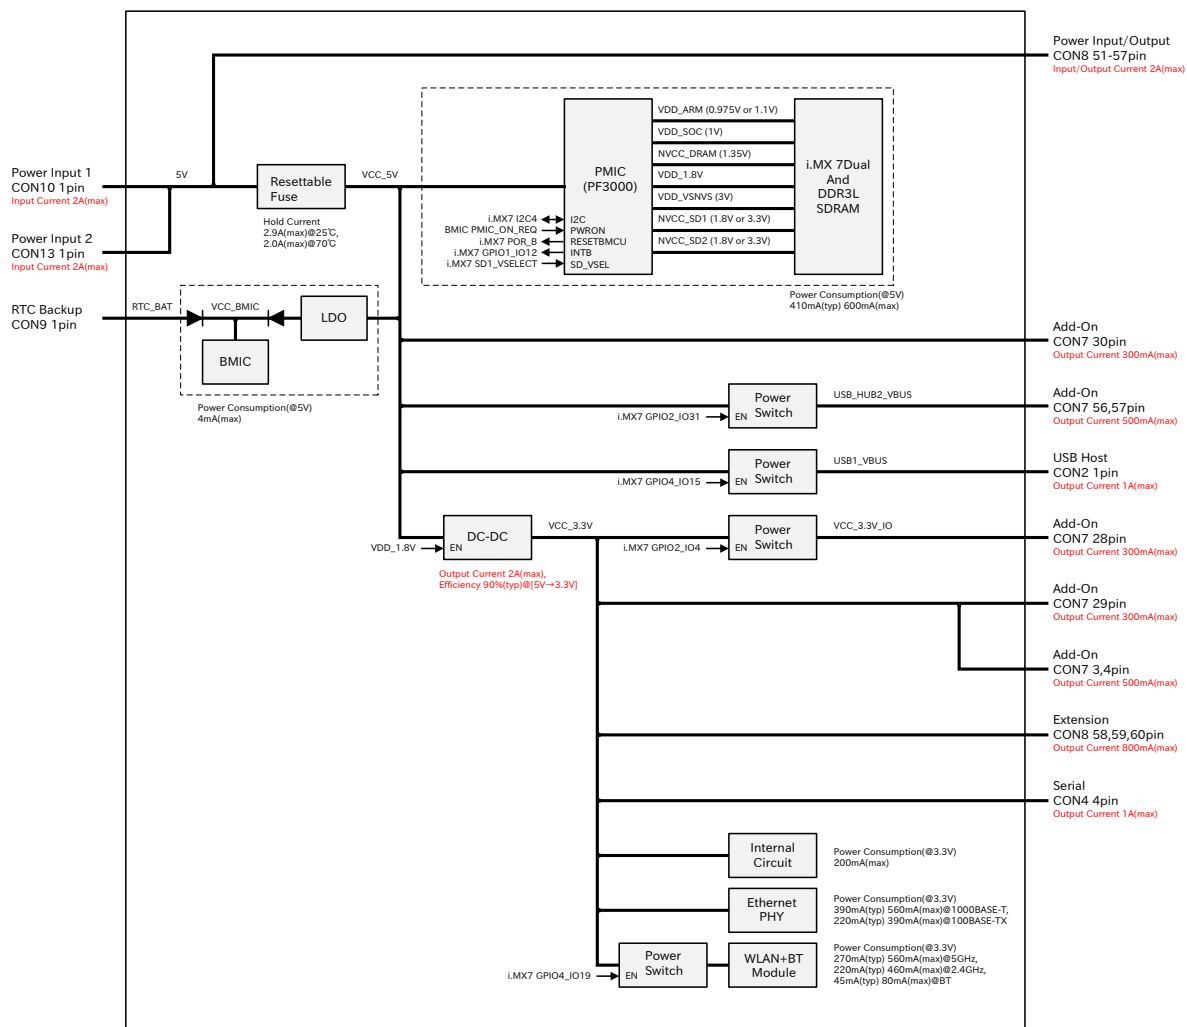 Power Input/Output
CON8 51-57pin
Input/Output Current 2A(max)
Power Input 1
CON10 1pin
Input Current 2A(max)
5V
Resettable
Fuse
VCC_5V
Hold Current
2.9A(max)@25℃,
2.0A(max)@70℃
Power Input 2
CON13 1pin
Input Current 2A(max)
PMIC
(PF3000)
VDD_ARM (0.975V or 1.1V)
VDD_SOC (1V)
NVCC_DRAM (1.35V)
VDD_1.8V
VDD_VSNVS (3V)
NVCC_SD1 (1.8V or 3.3V)
NVCC_SD2 (1.8V or 3.3V)
i.MX 7Dual
And
DDR3L
SDRAM
i.MX7 I2C4
I2C
BMIC PMIC_ON_REQ
PWRON
i.MX7 POR_B
RESETBMCU
i.MX7 GPIO1_IO12
INTB
i.MX7 SD1_VSELECT
SD_VSEL
Power Consumption(@5V)
410mA(typ) 600mA(max)
RTC Backup
CON9 1pin
RTC_BAT
VCC_BMIC
LDO
BMIC
Power Consumption(@5V)
4mA(max)
Add-On
CON7 30pin
Output Current 300mA(max)
i.MX7 GPIO2_IO31
EN
Power
Switch
USB_HUB2_VBUS
Add-On
CON7 56,57pin
Output Current 500mA(max)
i.MX7 GPIO4_IO15
EN
Power
Switch
USB1_VBUS
USB Host
CON2 1pin
Output Current 1A(max)
VDD_1.8V
EN
DC-DC
VCC_3.3V
Output Current 2A(max),
Efficiency 90%(typ)@[5V→3.3V]
i.MX7 GPIO2_IO4
EN
Power
Switch
VCC_3.3V_IO
Add-On
CON7 28pin
Output Current 300mA(max)
Add-On
CON7 29pin
Output Current 300mA(max)
Add-On
CON7 3,4pin
Output Current 500mA(max)
Extension
CON8 58,59,60pin
Output Current 800mA(max)
Serial
CON4 4pin
Output Current 1A(max)
Internal
Circuit
Power Consumption(@3.3V)
200mA(max)
Ethernet
PHY
Power Consumption(@3.3V)
390mA(typ) 560mA(max)@1000BASE-T,
220mA(typ) 390mA(max)@100BASE-TX
i.MX7 GPIO4_IO19
EN
Power
Switch
WLAN+BT
Module
Power Consumption(@3.3V)
270mA(typ) 560mA(max)@5GHz,
220mA(typ) 460mA(max)@2.4GHz,
45mA(typ) 80mA(max)@BT